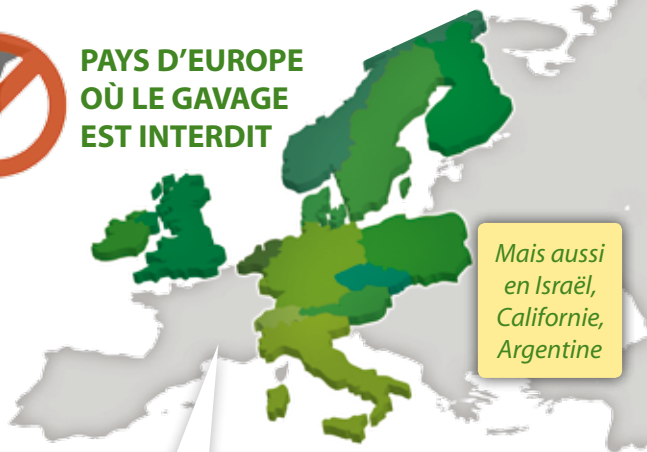 PAYS D’EUROPE
OÙ LE GAVAGE
EST INTERDIT
Mais aussi
en Israël,
Californie,
Argentine